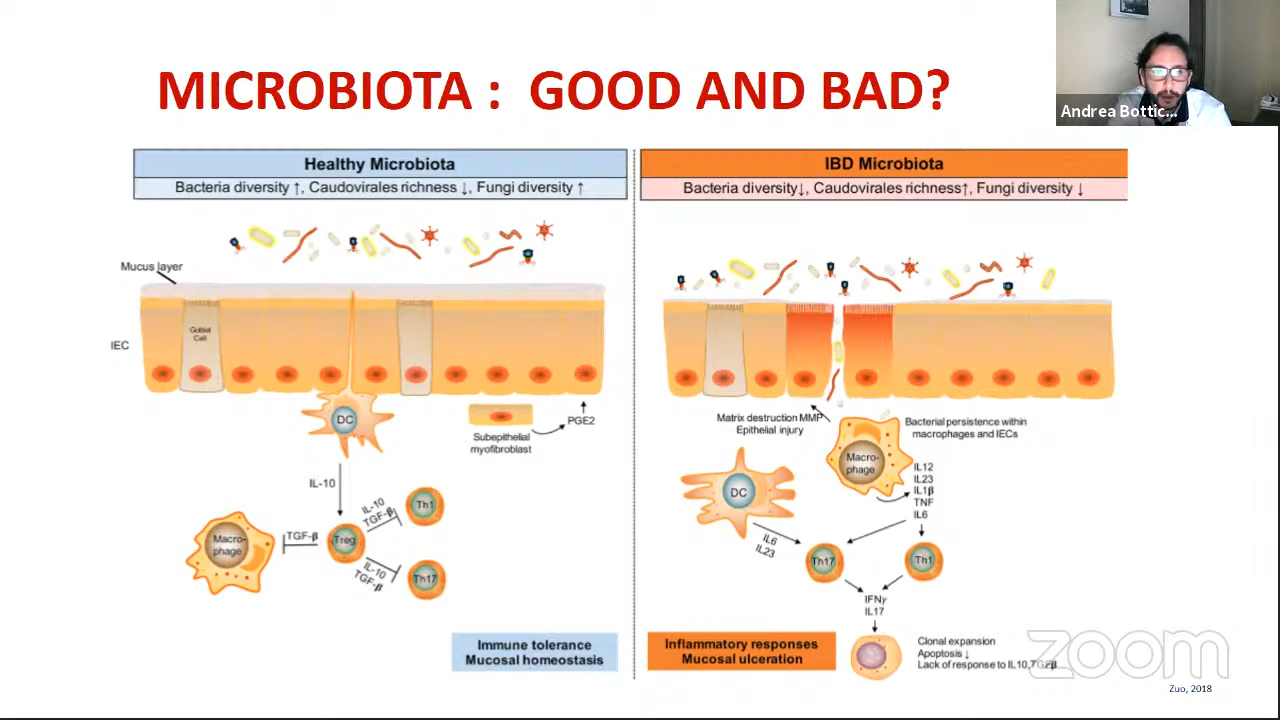 MICROBIOTA : GOOD AND BAD?
Andrea Bottic...
Healthy Microbiota
Bacteria diversity ↑, Caudovirales richness ↓, Fungi diversity ↑
Mucus layer
Goblet
Cell
IEC
DC
Subepithelial
myofibroblast
PGE2
IL-10
Macro-
phage
TGF-β
Treg
IL-10
TGF-β
Th1
IL-10
TGF-β
Th17
Immune tolerance
Mucosal homeostasis
IBD Microbiota
Bacteria diversity↓, Caudovirales richness↑, Fungi diversity ↓
Matrix destruction MMP
Epithelial injury
Bacterial persistence within
macrophages and IECs
Macro-
phage
IL12
IL23
IL1β
TNF
IL6
DC
IL6
IL23
Th17
Th1
IFNγ
IL17
Inflammatory responses
Mucosal ulceration
Clonal expansion
Apoptosis ↓
Lack of response to IL10,TGFβ
zoom
Zuo, 2018